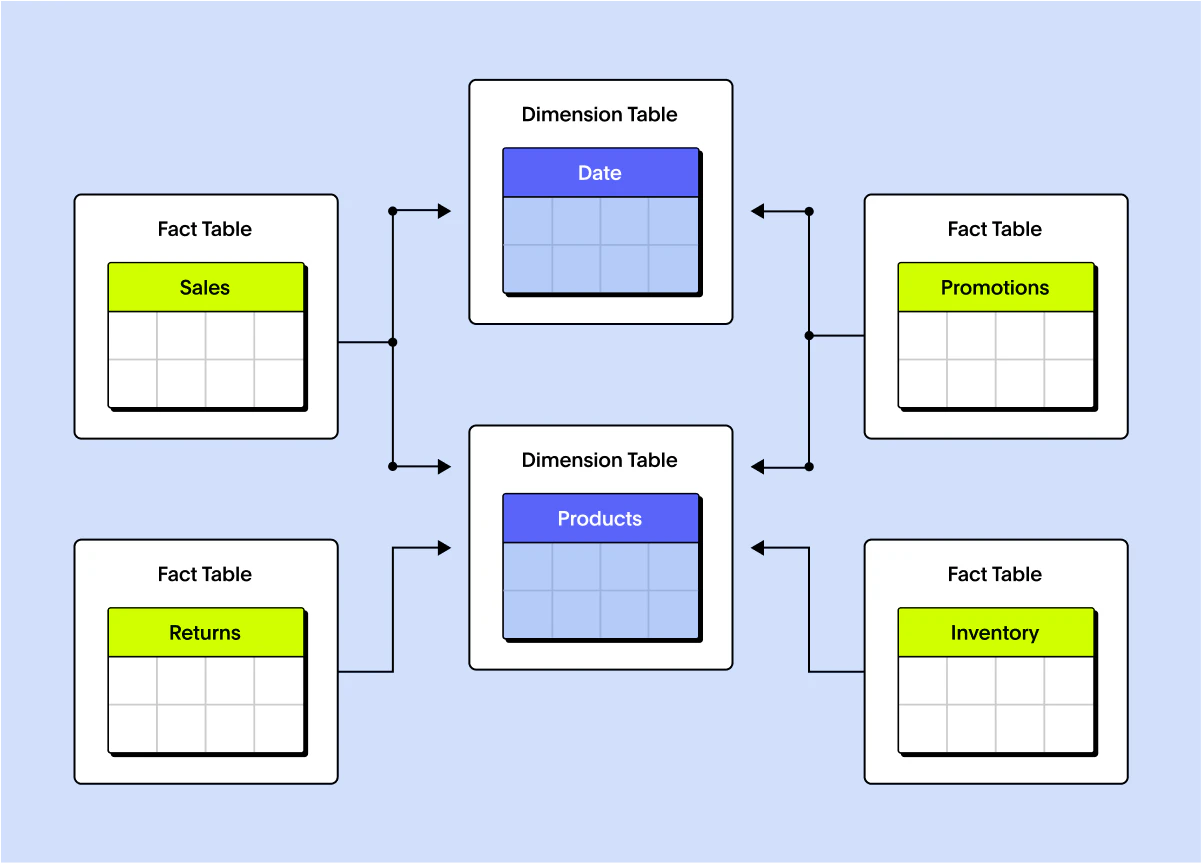 Dimension Table
Date
Fact Table
Sales
Fact Table
Promotions
Dimension Table
Products
Fact Table
Returns
Fact Table
Inventory